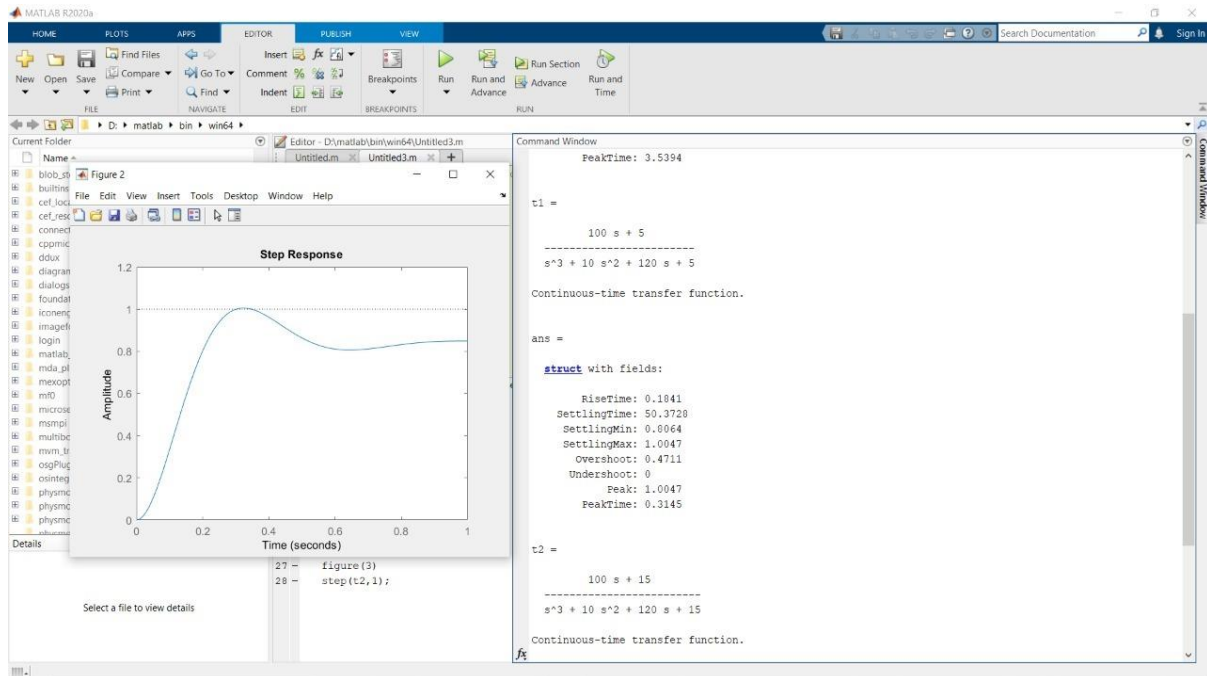 MATLAB R2020a
HOME PLOTS APPS EDITOR PUBLISH VIEW
Search Documentation
Sign In
New Open Save
Find Files
Compare
Print
FILE
Go To
Find
NAVIGATE
Insert fx
Comment %
Indent
EDIT
Breakpoints
BREAKPOINTS
Run
Run and Advance
Run Section
Advance
Run and Time
RUN
D: matlab bin win64
Current Folder
Name
blob_st
builtins
cef_loca
cef_reso
connect
cppmic
ddux
diagran
dialogs
foundat
iconeng
imagefo
login
matlab_
mda_pl
mexopt
mf0
microse
msmpi
multibo
mvm_tr
osgPlug
osinteg
physmo
physmo
physmo
Details
Select a file to view details
Editor - D:\matlab\bin\win64\Untitled3.m
Untitled.m Untitled3.m
27 - figure(3)
28 - step(t2,1);
Figure 2
File Edit View Insert Tools Desktop Window Help
Step Response
1.2
1
0.8
0.6
0.4
0.2
0
Amplitude
0 0.2 0.4 0.6 0.8 1
Time (seconds)
Command Window
PeakTime: 3.5394
t1 =
100 s + 5
-------------------------
s^3 + 10 s^2 + 120 s + 5
Continuous-time transfer function.
ans =
struct with fields:
RiseTime: 0.1841
SettlingTime: 50.3728
SettlingMin: 0.8064
SettlingMax: 1.0047
Overshoot: 0.4711
Undershoot: 0
Peak: 1.0047
PeakTime: 0.3145
t2 =
100 s + 15
--------------------------
s^3 + 10 s^2 + 120 s + 15
Continuous-time transfer function.
fx
Command Window